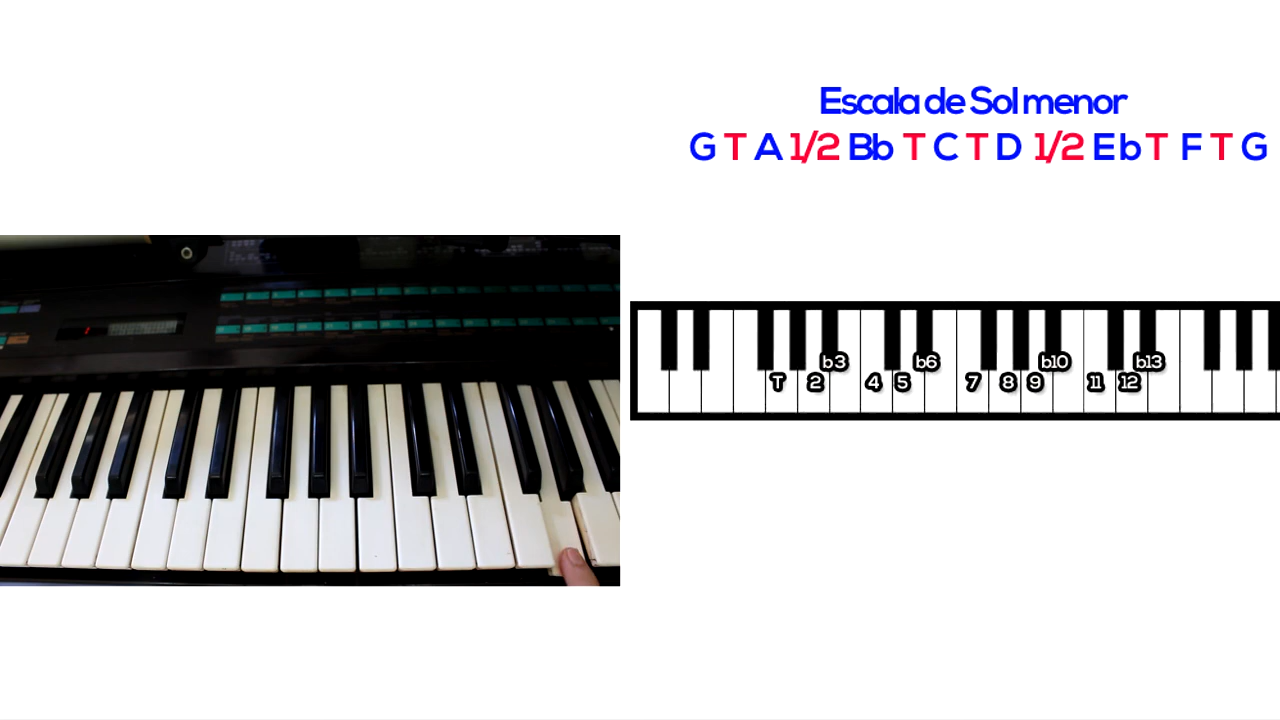 Escala de Sol menor
G T A 1/2 Bb T C T D 1/2 Eb T F T G
b3 b6 b10 b13
T 2 4 5 7 8 9 11 12